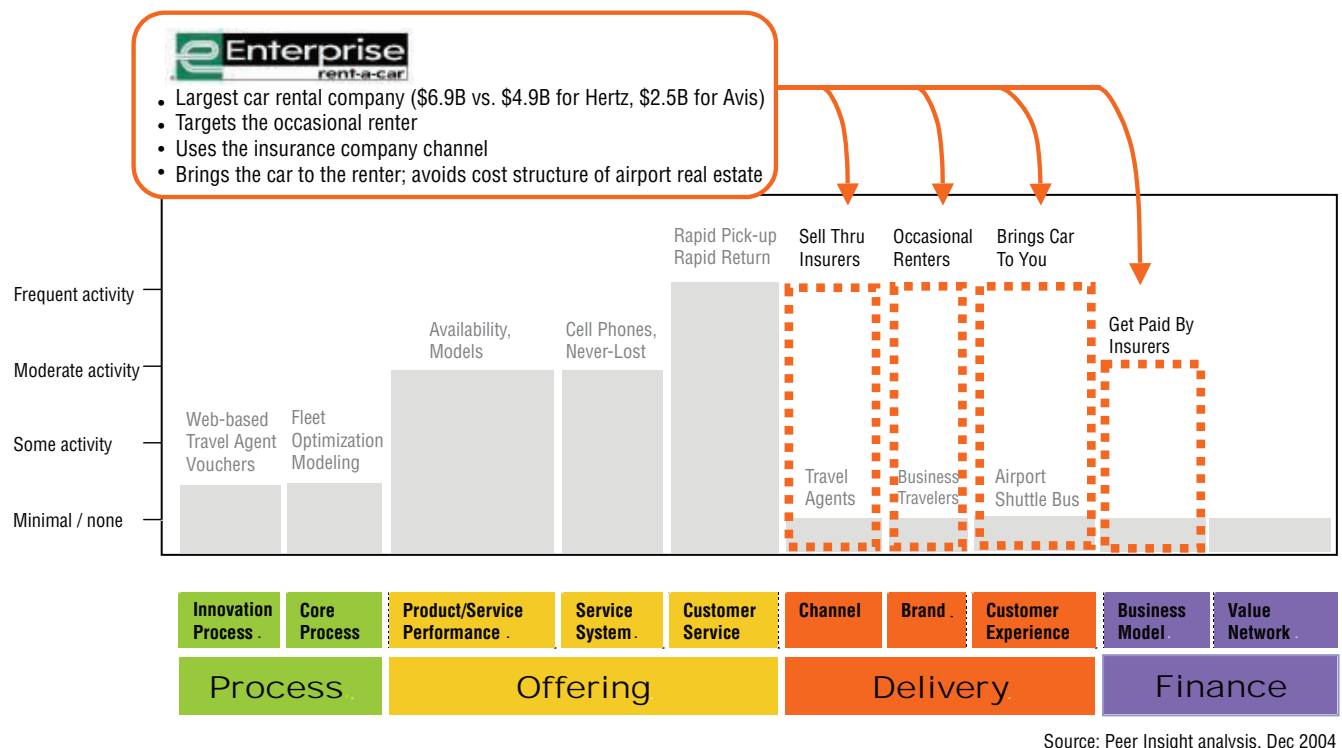 Enterprise
rent-a-car
• Largest car rental company ($6.9B vs. $4.9B for Hertz, $2.5B for Avis)
• Targets the occasional renter
• Uses the insurance company channel
• Brings the car to the renter; avoids cost structure of airport real estate
Rapid Pick-up
Rapid Return
Sell Thru
Insurers
Occasional
Renters
Brings Car
To You
Frequent activity
Availability,
Models
Cell Phones,
Never-Lost
Get Paid By
Insurers
Moderate activity
Web-based
Travel Agent
Vouchers
Fleet
Optimization
Modeling
Some activity
Travel
Agents
Business
Travelers
Airport
Shuttle Bus
Minimal / none
Innovation
Process .
Core
Process
Product/Service
Performance .
Service
System .
Customer
Service
Channel
Brand .
Customer
Experience
Business
Model .
Value
Network .
Process .
Offering
Delivery .
Finance
Source: Peer Insight analysis, Dec 2004